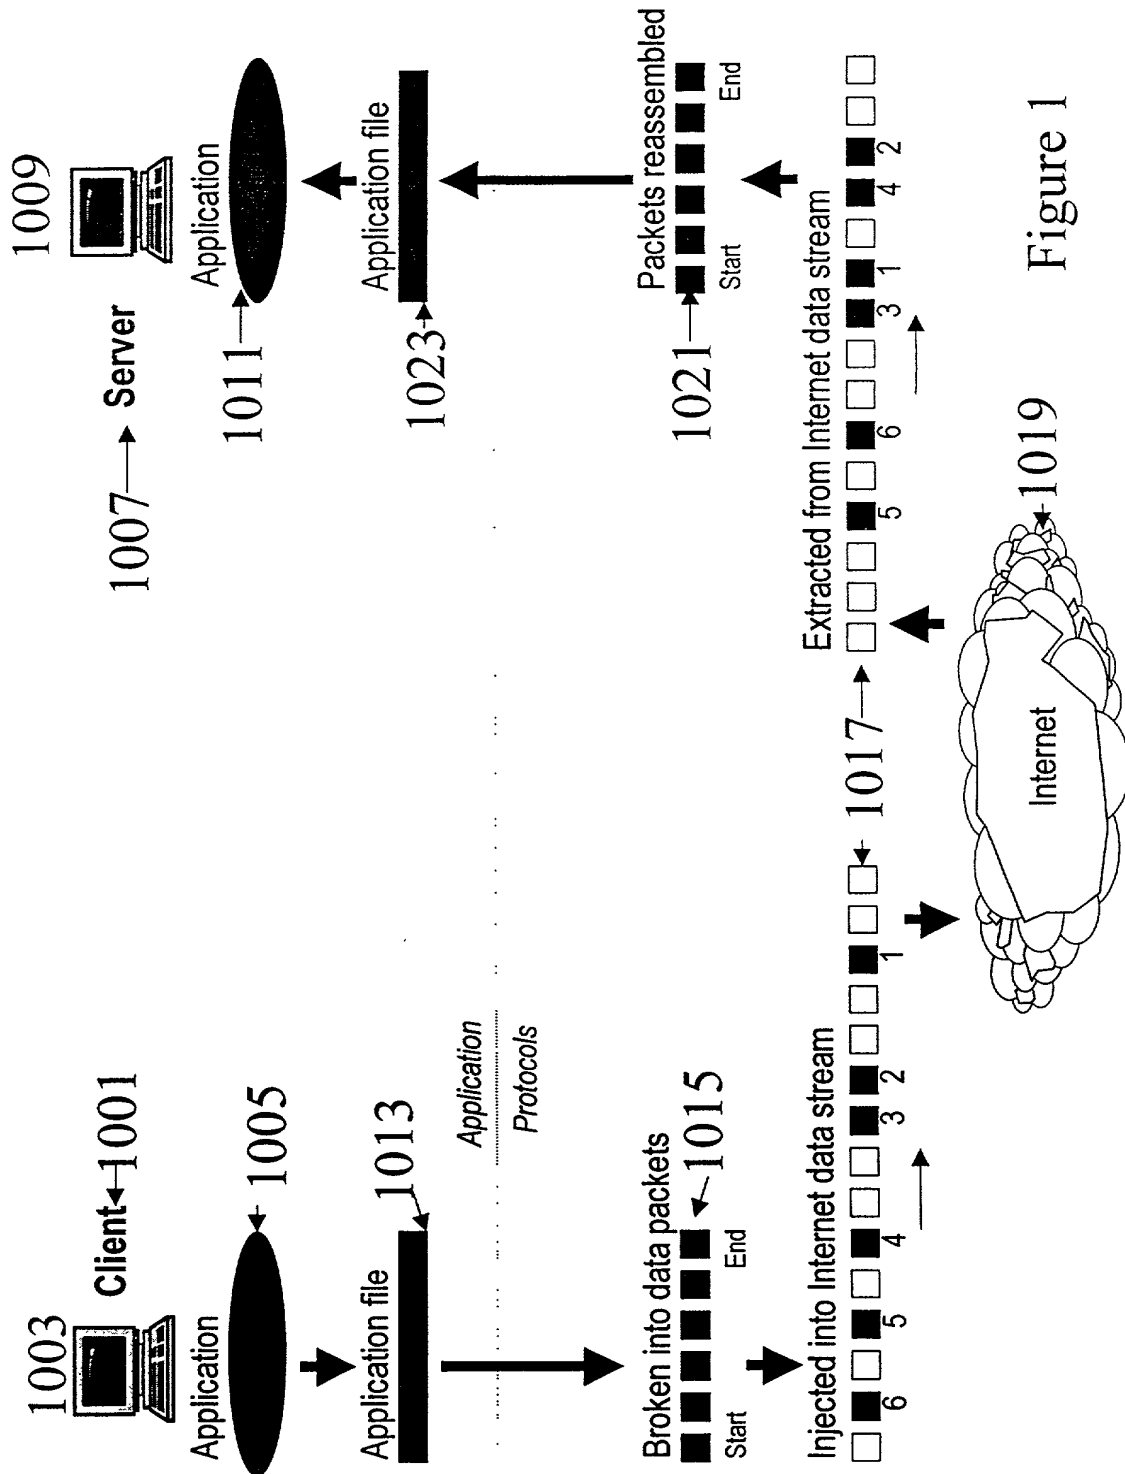 1003
Client
1001
Application
1005
Application file
1013
Application
Protocols
Broken into data packets
1015
Start
End
Injected into Internet data stream
6
5
4
3
2
1
1017
Internet
1019
Extracted from Internet data stream
5
6
3
1
4
2
Packets reassembled
1021
Start
End
Application file
1023
Application
1011
1007
Server
1009
Figure 1